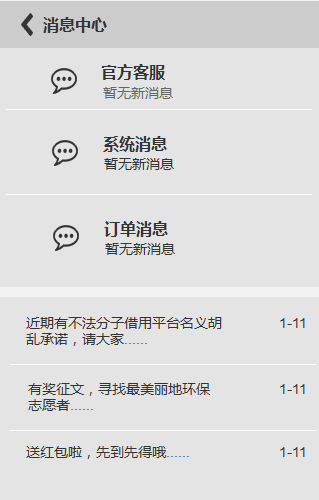 消息中心
官方客服
暂无新消息
系统消息
暂无新消息
订单消息
暂无新消息
近期有不法分子借用平台名义胡 1-11
乱承诺，请大家......
有奖征文，寻找最美丽地环保 1-11
志愿者......
送红包啦，先到先得哦...... 1-11